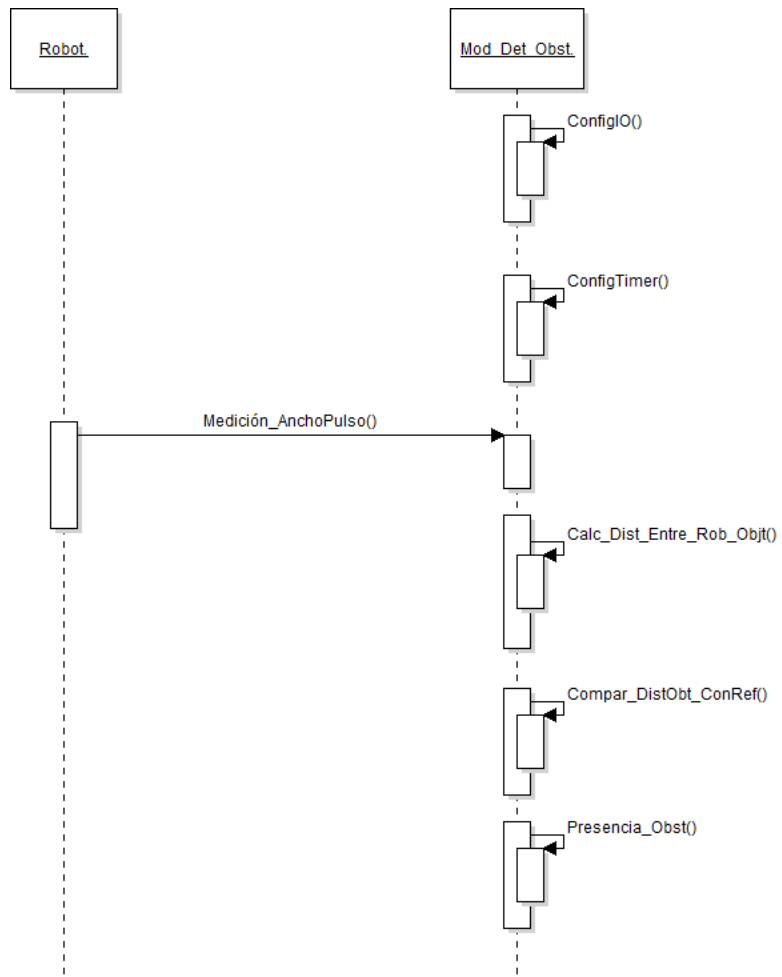 Robot.
Mod_Det_Obst.
ConfigIO()
ConfigTimer()
Medición_AnchoPulso()
Calc_Dist_Entre_Rob_Objt()
Compar_DistObt_ConRef()
Presencia_Obst()